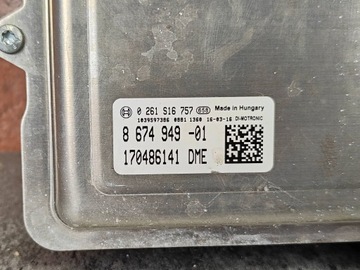 0 261 S16 757 658 Made in Hungary
1039S97386 0881 1360 16-03-16 DI-MOTRONIC
8 674 949 -01
170486141 DME